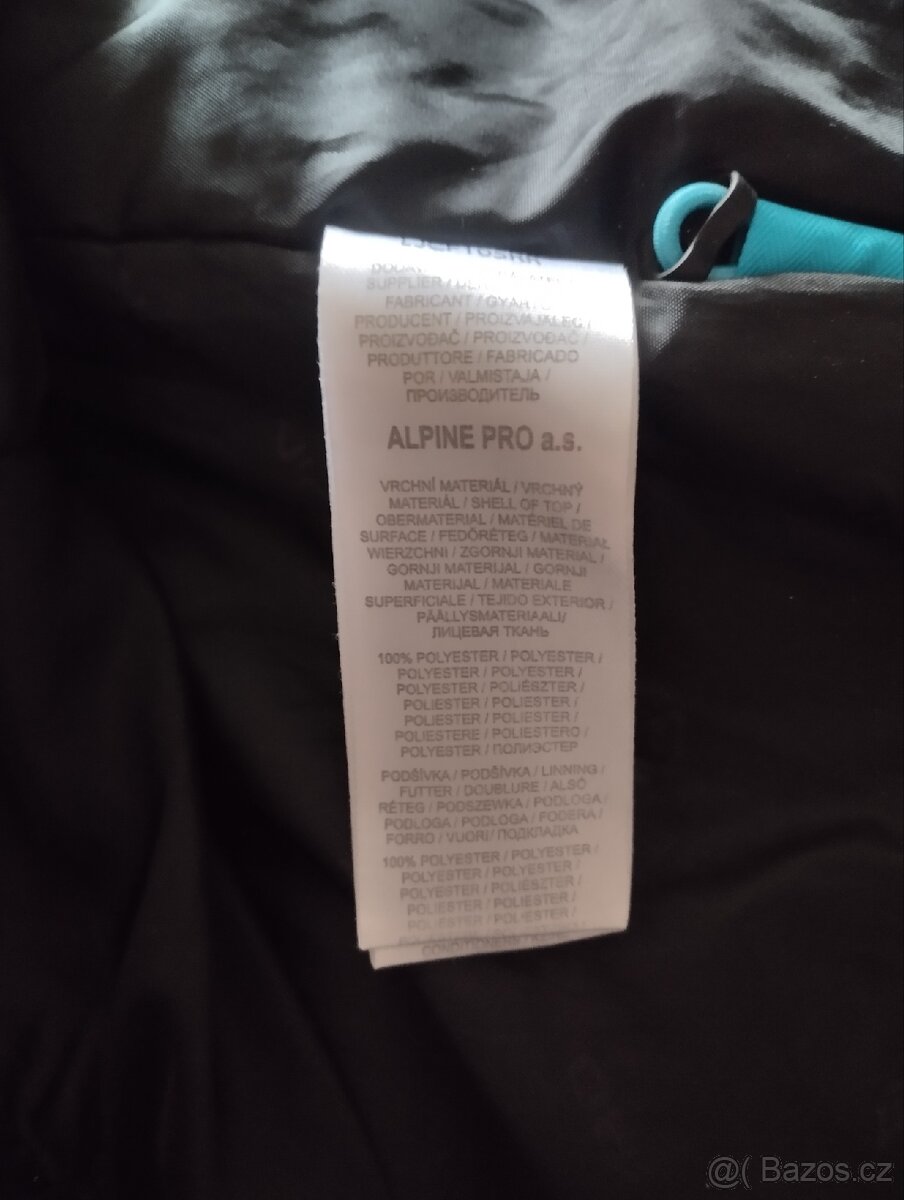 SUPPLIER /
FABRICANT / GYÁRTÓ
PRODUCENT / PROIZVAJALEC /
PROIZVOĐAČ / PROIZVOĐAČ /
PRODUTTORE / FABRICADO
POR / VALMISTAJA /
ПРОИЗВОДИТЕЛЬ
ALPINE PRO a.s.
VRCHNÍ MATERIÁL / VRCHNÝ
MATERIÁL / SHELL OF TOP /
OBERMATERIAL / MATÉRIEL DE
SURFACE / FEDŐRÉTEG / MATERIAŁ
WIERZCHNI / ZGORNJI MATERIAL /
GORNJI MATERIJAL / GORNJI
MATERIJAL / MATERIALE
SUPERFICIALE / TEJIDO EXTERIOR /
PÄÄLLYSMATERIAALI/
ЛИЦЕВАЯ ТКАНЬ
100% POLYESTER / POLYESTER /
POLYESTER / POLYESTER /
POLYESTER / POLIÉSZTER /
POLIESTER / POLIESTER /
POLIESTER / POLIESTER /
POLIESTERE / POLIESTERO /
POLYESTER / ПОЛИЭСТЕР
PODŠÍVKA / PODŠÍVKA / LINNING /
FUTTER / DOUBLURE / ALSÓ
RÉTEG / PODSZEWKA / PODLOGA /
PODLOGA / PODLOGA / FODERA /
FORRO / VUORI / ПОДКЛАДКА
100% POLYESTER / POLYESTER /
POLYESTER / POLYESTER /
POLYESTER / POLIÉSZTER /
POLIESTER / POLIESTER /
POLIESTER / POLIESTER /
@( Bazos.cz